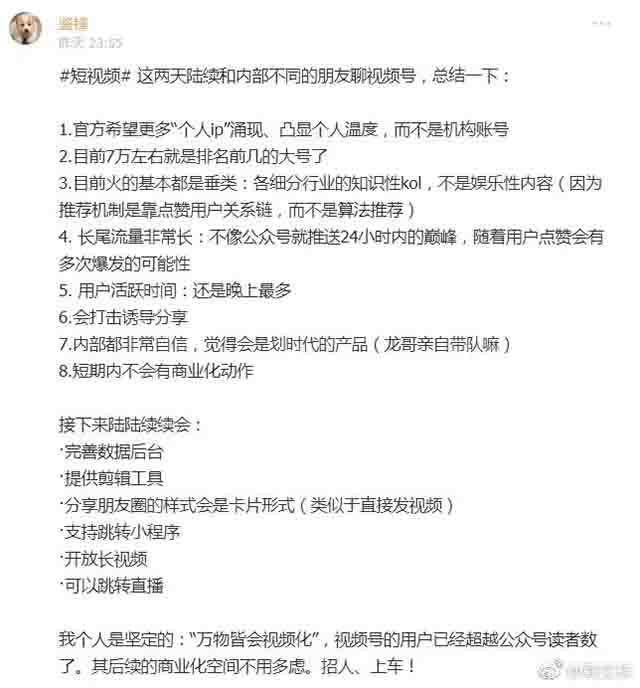 昨天 23:55
#短视频# 这两天陆续和内部不同的朋友聊视频号，总结一下：
1.官方希望更多“个人ip”涌现、凸显个人温度，而不是机构账号
2.目前7万左右就是排名前几的大号了
3.目前火的基本都是垂类：各细分行业的知识性kol，不是娱乐性内容（因为
推荐机制是靠点赞用户关系链，而不是算法推荐）
4. 长尾流量非常长：不像公众号就推送24小时内的巅峰，随着用户点赞会有
多次爆发的可能性
5. 用户活跃时间：还是晚上最多
6.会打击诱导分享
7.内部都非常自信，觉得会是划时代的产品（龙哥亲自带队嘛）
8.短期内不会有商业化动作
接下来陆陆续续会：
·完善数据后台
·提供剪辑工具
·分享朋友圈的样式会是卡片形式（类似于直接发视频）
·支持跳转小程序
·开放长视频
·可以跳转直播
我个人是坚定的：“万物皆会视频化”，视频号的用户已经超越公众号读者数
了。其后续的商业化空间不用多虑。招人、上车！